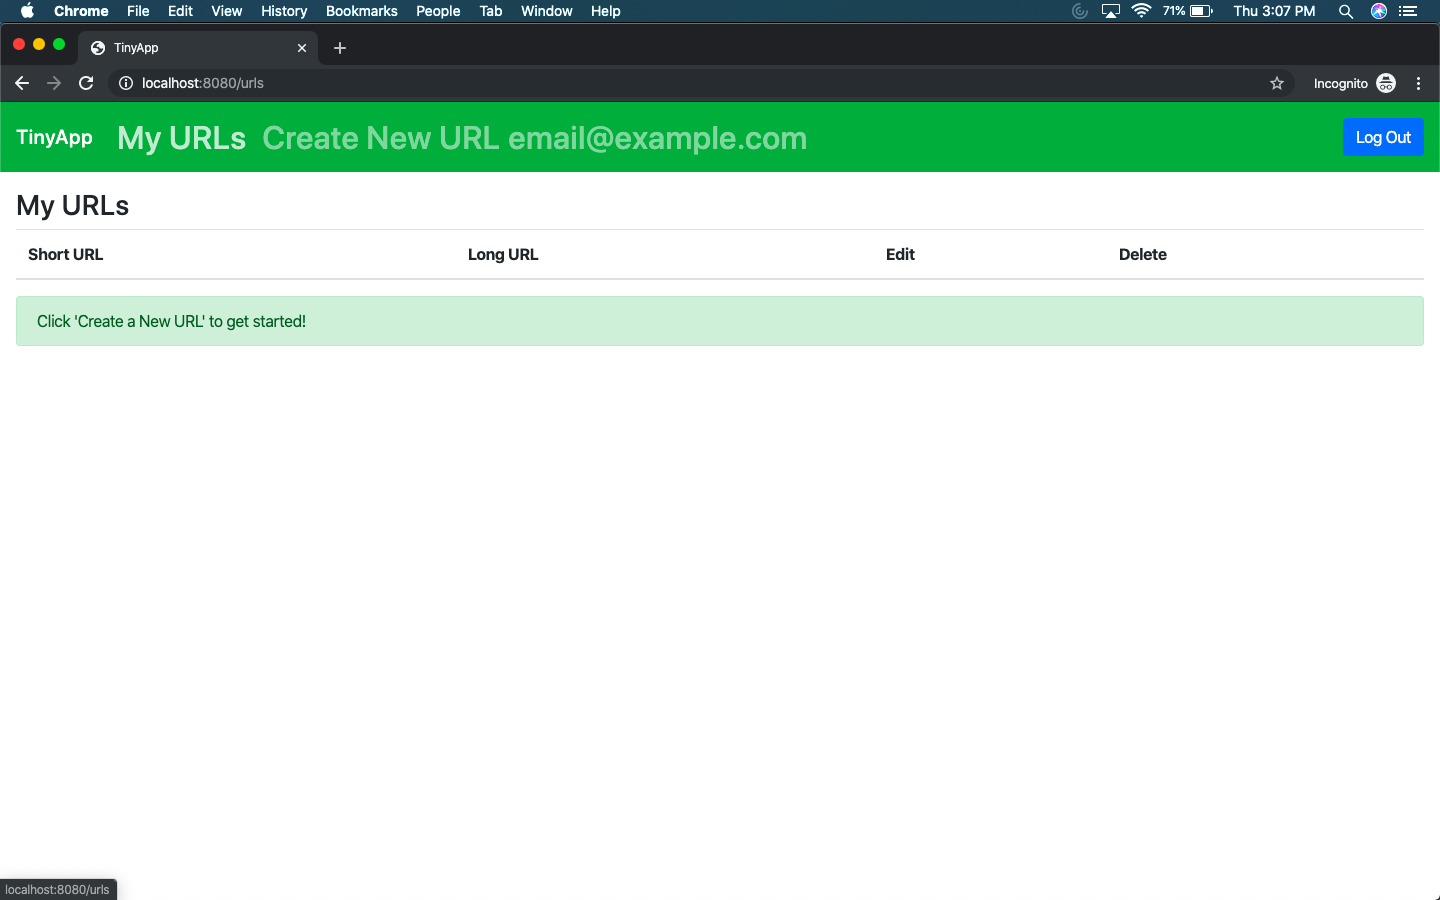 Chrome File Edit View History Bookmarks People Tab Window Help 71% Thu 3:07 PM
TinyApp
localhost:8080/urls Incognito
TinyApp My URLs Create New URL email@example.com Log Out
My URLs
Short URL Long URL Edit Delete
Click 'Create a New URL' to get started!
localhost:8080/urls